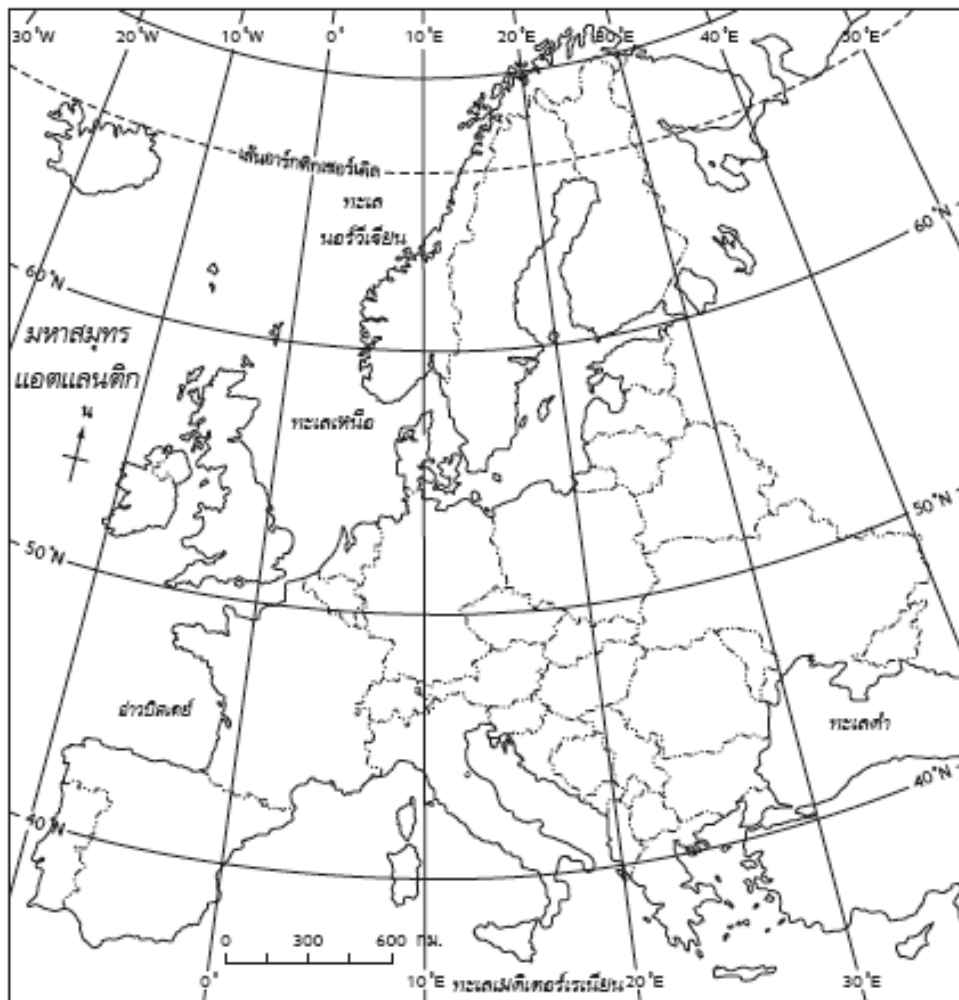 30°W 20°W 10°W 0° 10°E 20°E 30°E 40°E 50°E
เส้นอาร์กติกเซอร์เคิล
ทะเล
นอร์วีเจียน
60°N
60°N
มหาสมุทร
แอตแลนติก
น
ทะเลเหนือ
50°N
50°N
อ่าวบิสเคย์
ทะเลดำ
40°N
40°N
0 300 600 กม.
0° 10°E ทะเลเมดิเตอร์เรเนียน 20°E 30°E